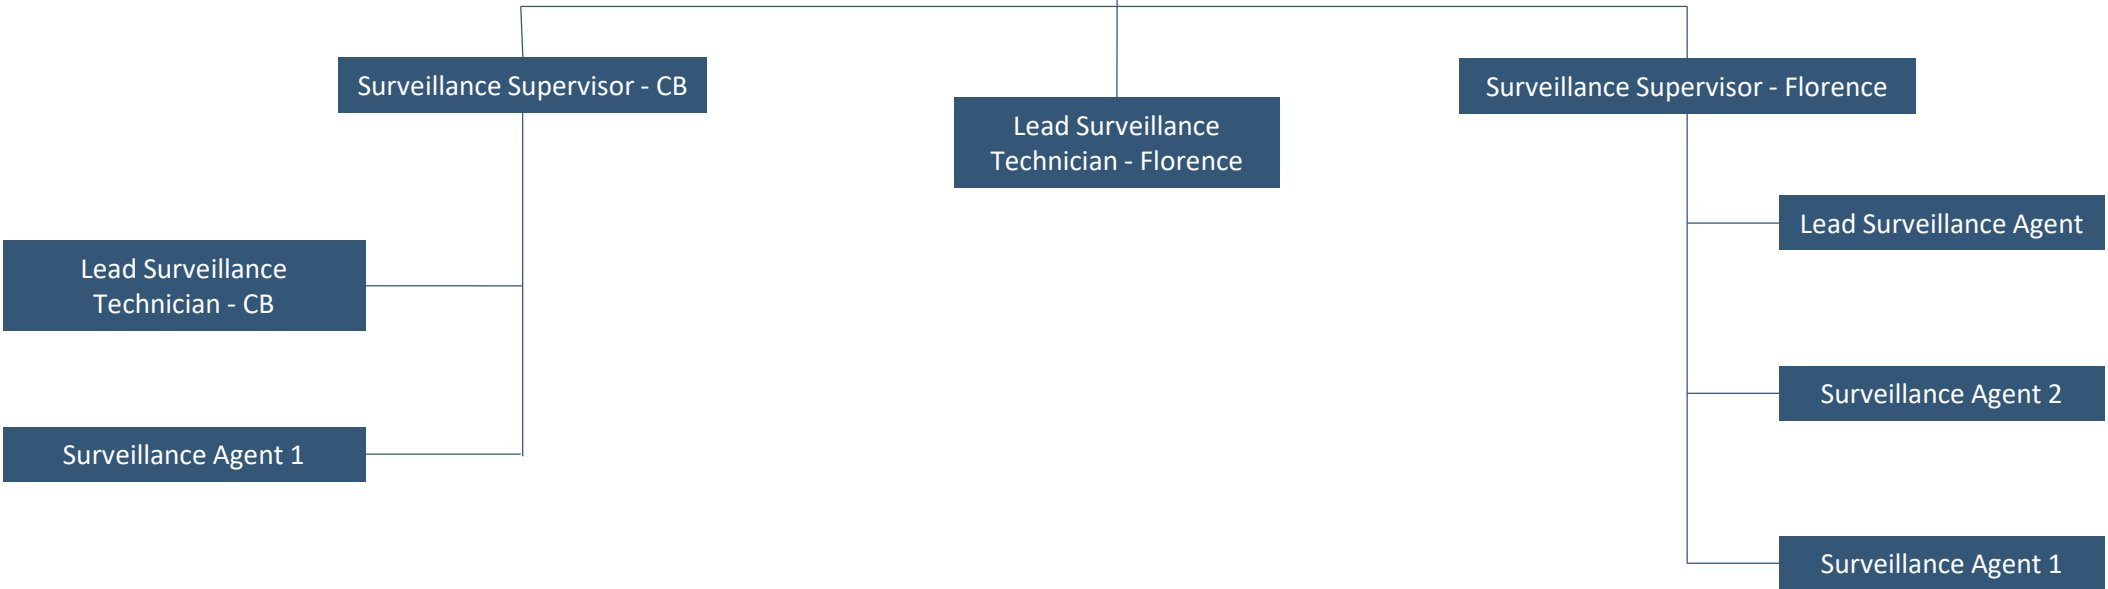 Surveillance Supervisor - CB
Lead Surveillance
Technician - Florence
Surveillance Supervisor - Florence
Lead Surveillance Agent
Lead Surveillance
Technician - CB
Surveillance Agent 2
Surveillance Agent 1
Surveillance Agent 1